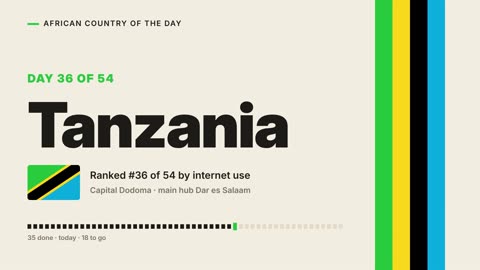 AFRICAN COUNTRY OF THE DAY
DAY 36 OF 54
Tanzania
Ranked #36 of 54 by internet use
Capital Dodoma · main hub Dar es Salaam
35 done · today · 18 to go